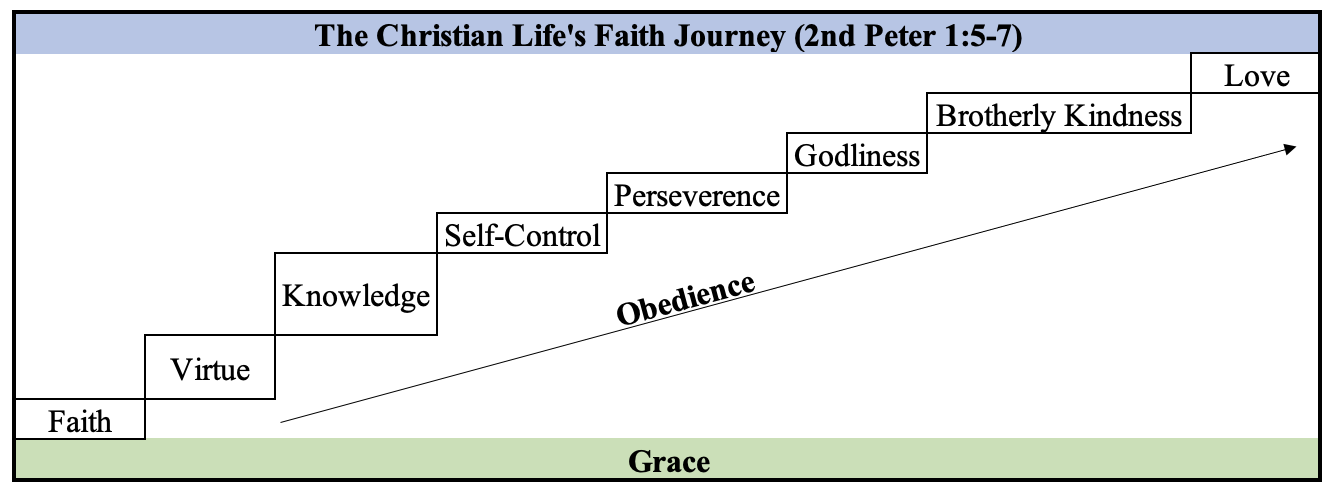 The Christian Life's Faith Journey (2nd Peter 1:5-7)
Love
Brotherly Kindness
Godliness
Perseverence
Self-Control
Knowledge
Obedience
Virtue
Faith
Grace